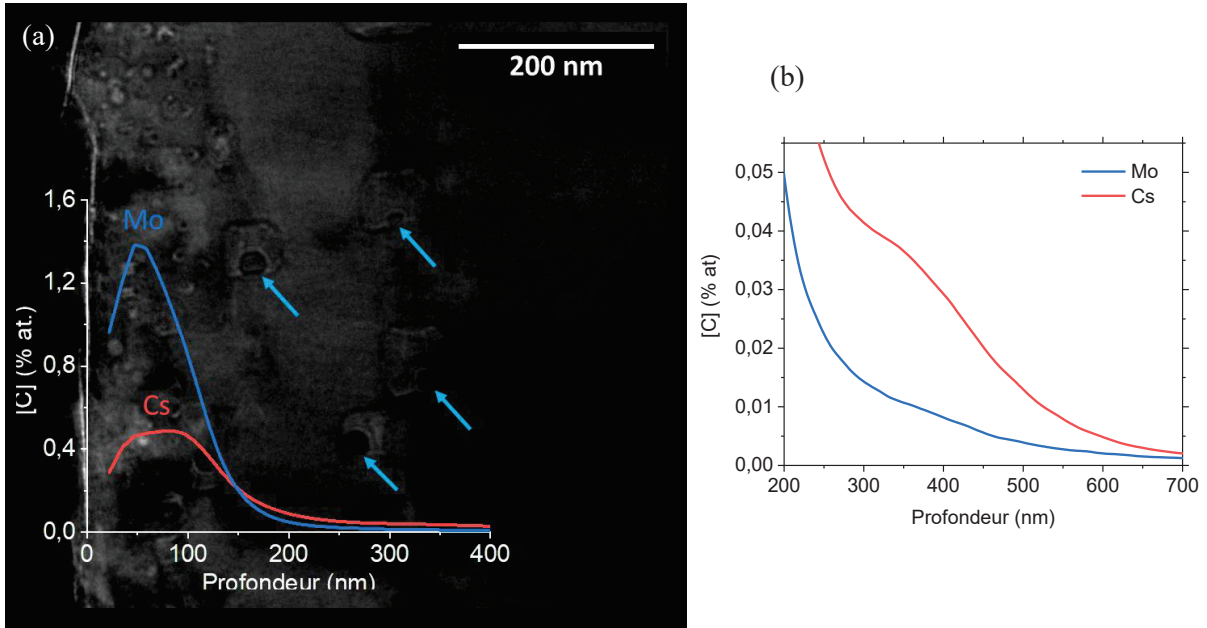 (a)
200 nm
1,6
1,2
0,8
0,4
0,0
[C] (% at.)
Mo
Cs
0 100 200 300 400
Profondeur (nm)
(b)
0,05
0,04
0,03
0,02
0,01
0,00
[C] (% at)
Mo
Cs
200 300 400 500 600 700
Profondeur (nm)